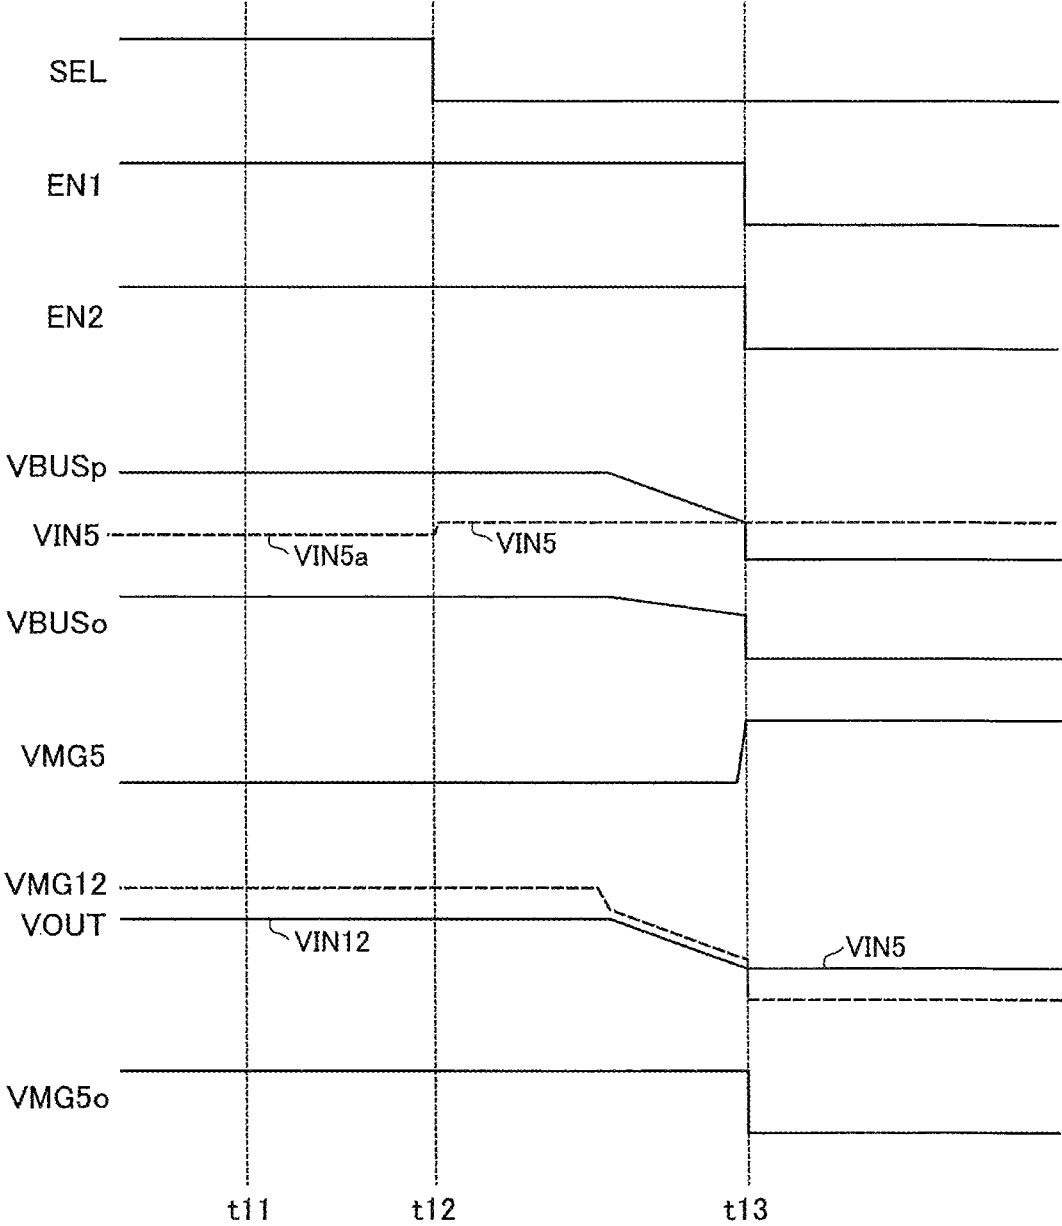 SEL
EN1
EN2
VBUSp
VIN5
VIN5a
VIN5
VBUSo
VMG5
VMG12
VOUT
VIN12
VIN5
VMG5o
t11 t12 t13